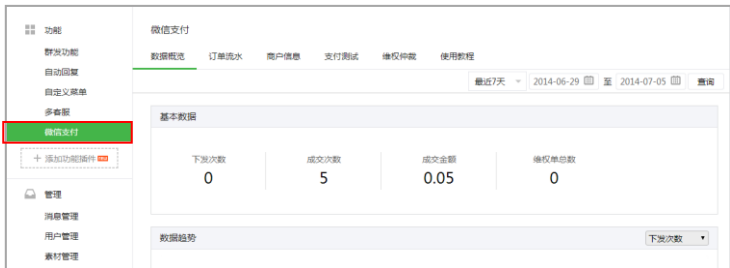 功能
群发功能
自动回复
自定义菜单
多客服
微信支付
+ 添加功能插件
管理
消息管理
用户管理
素材管理
微信支付
数据概览 订单流水 商户信息 支付测试 维权仲裁 使用教程
最近7天 2014-06-29 至 2014-07-05 查询
基本数据
下发次数 成交次数 成交金额 维权单总数
0 5 0.05 0
数据趋势 下发次数